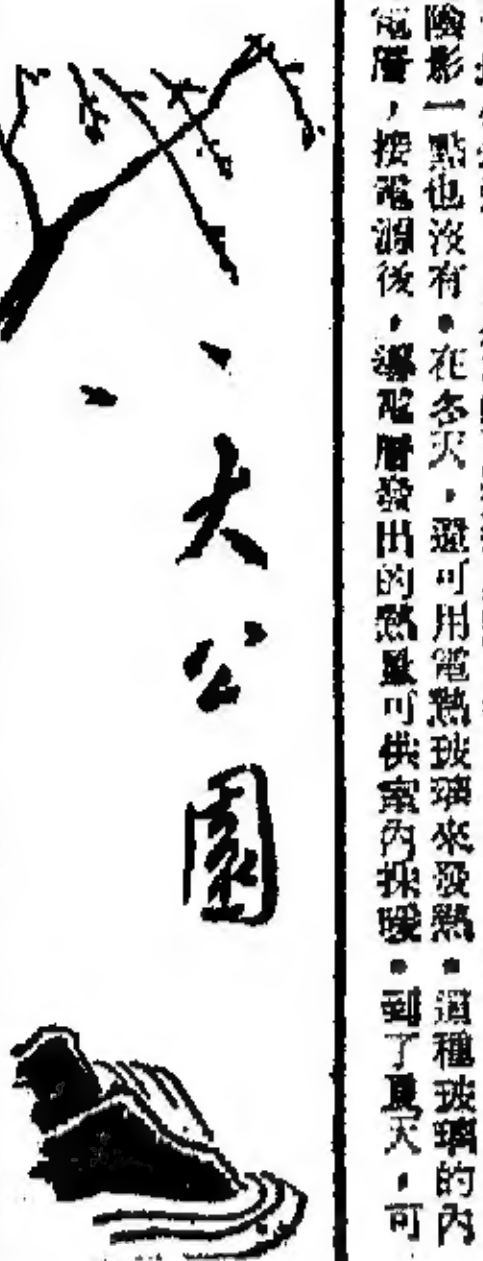 險影一點也沒有。在冬天,還可用電熱玻璃來發熱。這種玻璃的內
電層,按電源後,導電層發出的熱量可供室內採暖。到了夏天,可
大公園